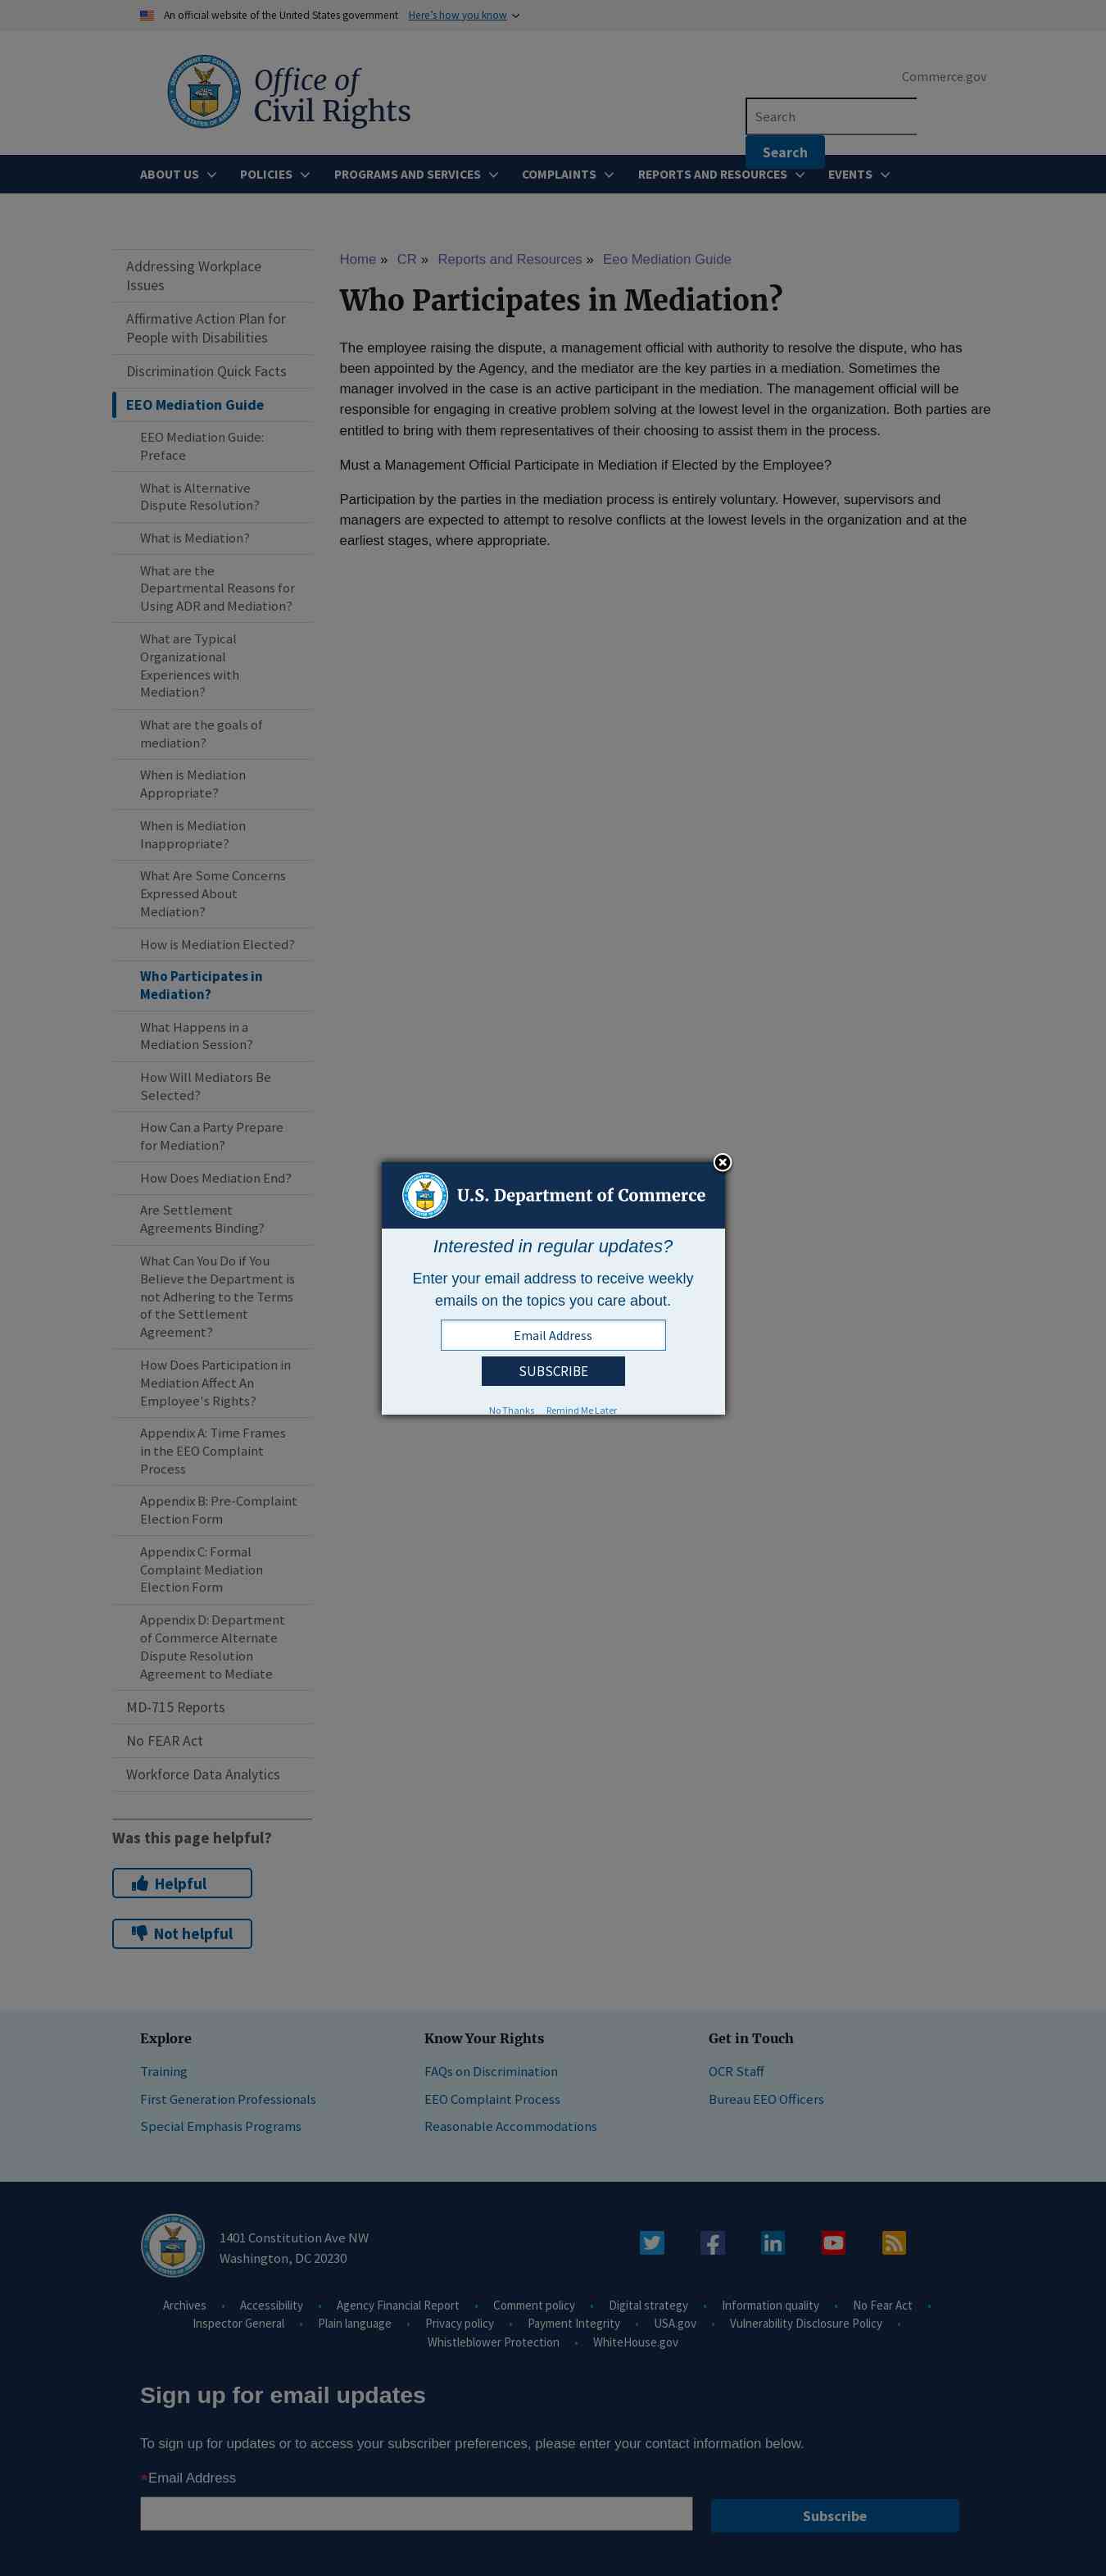 An official website of the United States government Here's how you know
Office of
Civil Rights
Commerce.gov
Search
Search
ABOUT US POLICIES PROGRAMS AND SERVICES COMPLAINTS REPORTS AND RESOURCES EVENTS
Addressing Workplace
Issues
Affirmative Action Plan for
People with Disabilities
Discrimination Quick Facts
EEO Mediation Guide
EEO Mediation Guide:
Preface
What is Alternative
Dispute Resolution?
What is Mediation?
What are the
Departmental Reasons for
Using ADR and Mediation?
What are Typical
Organizational
Experiences with
Mediation?
What are the goals of
mediation?
When is Mediation
Appropriate?
When is Mediation
Inappropriate?
What Are Some Concerns
Expressed About
Mediation?
How is Mediation Elected?
Who Participates in
Mediation?
What Happens in a
Mediation Session?
How Will Mediators Be
Selected?
How Can a Party Prepare
for Mediation?
How Does Mediation End?
Are Settlement
Agreements Binding?
What Can You Do if You
Believe the Department is
not Adhering to the Terms
of the Settlement
Agreement?
How Does Participation in
Mediation Affect An
Employee's Rights?
Appendix A: Time Frames
in the EEO Complaint
Process
Appendix B: Pre-Complaint
Election Form
Appendix C: Formal
Complaint Mediation
Election Form
Appendix D: Department
of Commerce Alternate
Dispute Resolution
Agreement to Mediate
MD-715 Reports
No FEAR Act
Workforce Data Analytics
Was this page helpful?
Helpful
Not helpful
Home » CR » Reports and Resources » Eeo Mediation Guide
Who Participates in Mediation?
The employee raising the dispute, a management official with authority to resolve the dispute, who has
been appointed by the Agency, and the mediator are the key parties in a mediation. Sometimes the
manager involved in the case is an active participant in the mediation. The management official will be
responsible for engaging in creative problem solving at the lowest level in the organization. Both parties are
entitled to bring with them representatives of their choosing to assist them in the process.
Must a Management Official Participate in Mediation if Elected by the Employee?
Participation by the parties in the mediation process is entirely voluntary. However, supervisors and
managers are expected to attempt to resolve conflicts at the lowest levels in the organization and at the
earliest stages, where appropriate.
U.S. Department of Commerce
Interested in regular updates?
Enter your email address to receive weekly
emails on the topics you care about.
Email Address
SUBSCRIBE
No Thanks Remind Me Later
Explore
Training
First Generation Professionals
Special Emphasis Programs
Know Your Rights
FAQs on Discrimination
EEO Complaint Process
Reasonable Accommodations
Get in Touch
OCR Staff
Bureau EEO Officers
1401 Constitution Ave NW
Washington, DC 20230
Archives • Accessibility • Agency Financial Report • Comment policy • Digital strategy • Information quality • No Fear Act •
Inspector General • Plain language • Privacy policy • Payment Integrity • USA.gov • Vulnerability Disclosure Policy •
Whistleblower Protection • WhiteHouse.gov
Sign up for email updates
To sign up for updates or to access your subscriber preferences, please enter your contact information below.
*Email Address
Subscribe